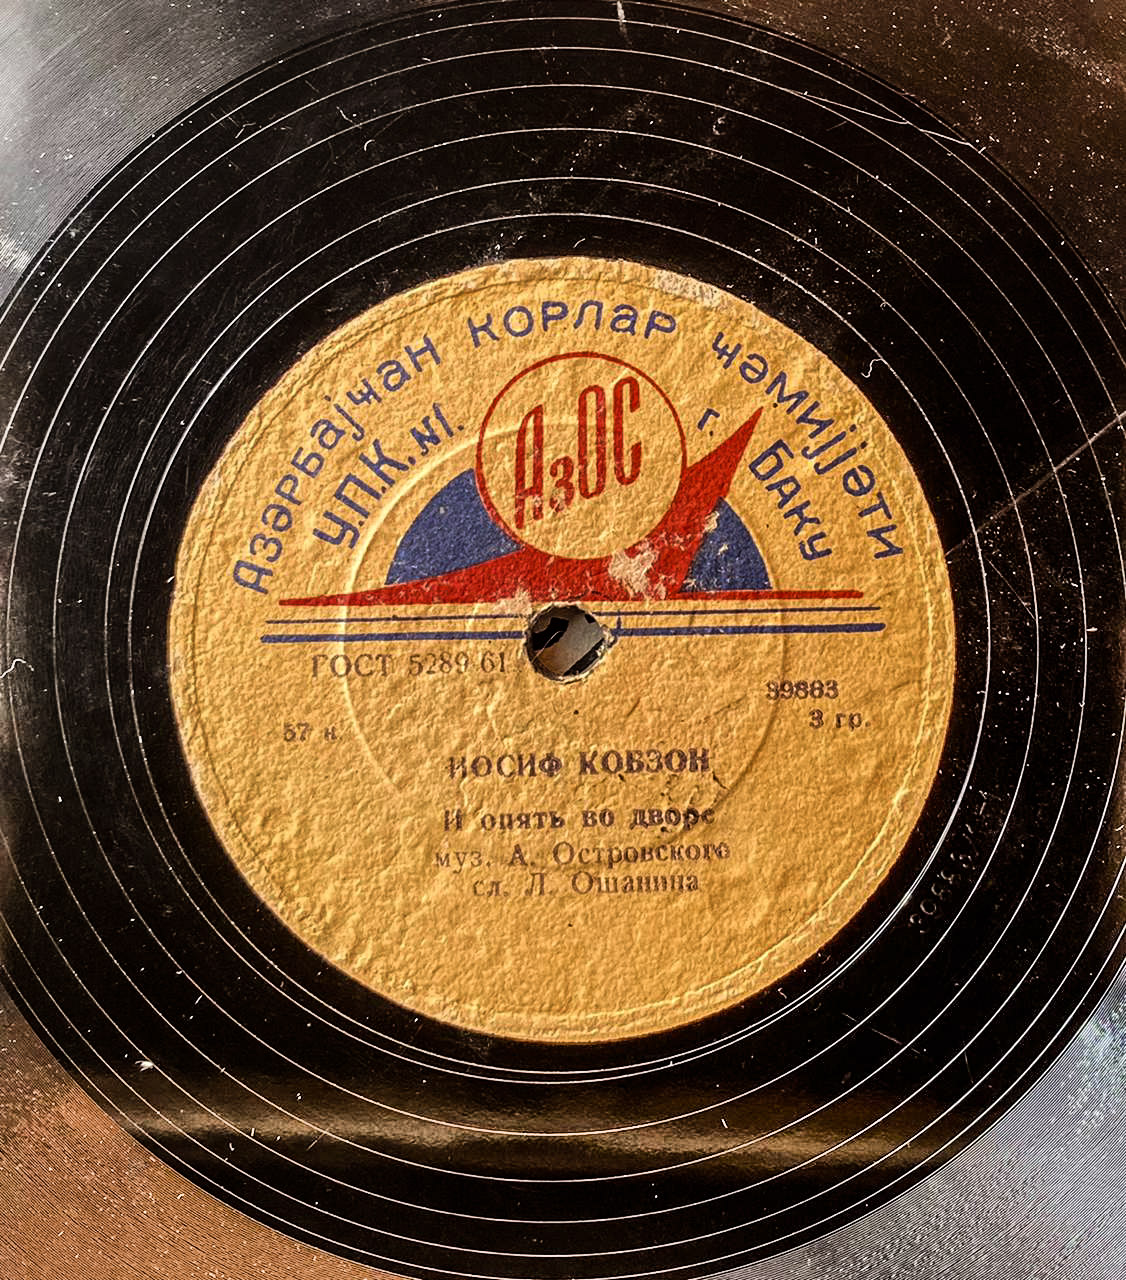 Азәрбајҹан корлар ҹәмијјәти
У.П.К. №1.
г. Баку
АзОС
ГОСТ 5289-61
39883
3 гр.
57 к.
ИОСИФ КОБЗОН
И опять во дворе
муз. А. Островского
сл. Л. Ошанина